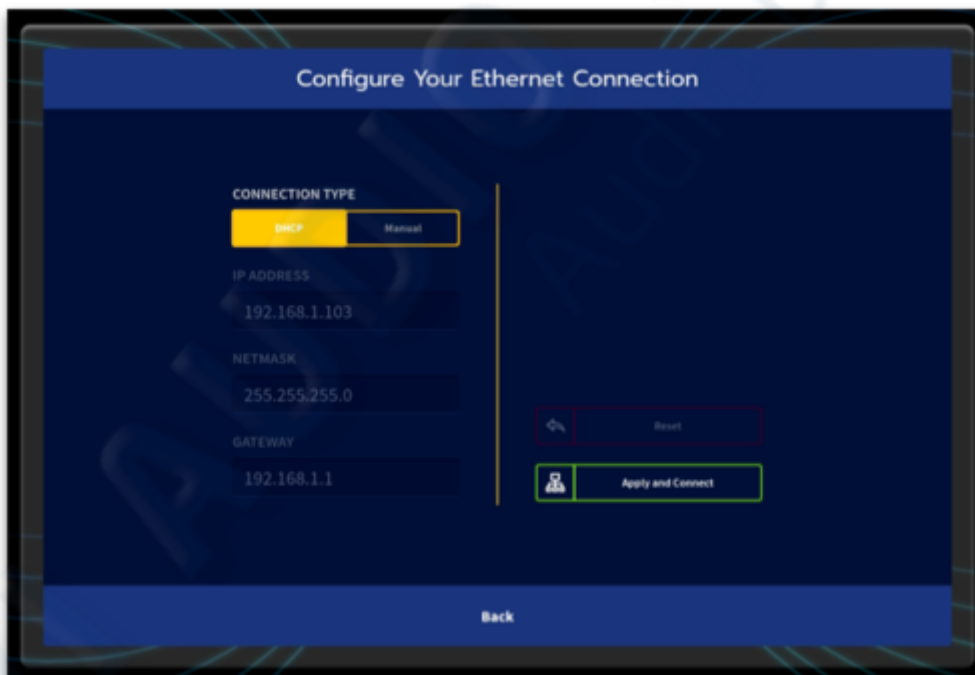 Configure Your Ethernet Connection
CONNECTION TYPE
DHCP Manual
IP ADDRESS
192.168.1.103
NETMASK
255.255.255.0
GATEWAY
192.168.1.1
Reset
Apply and Connect
Back